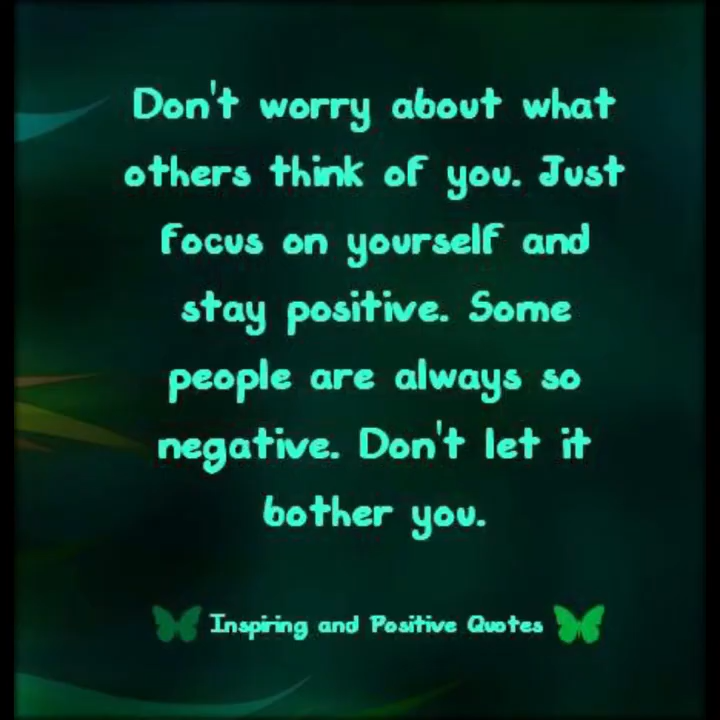 Don't worry about what
others think of you. Just
focus on yourself and
stay positive. Some
people are always so
negative. Don't let it
bother you.
Inspiring and Positive Quotes